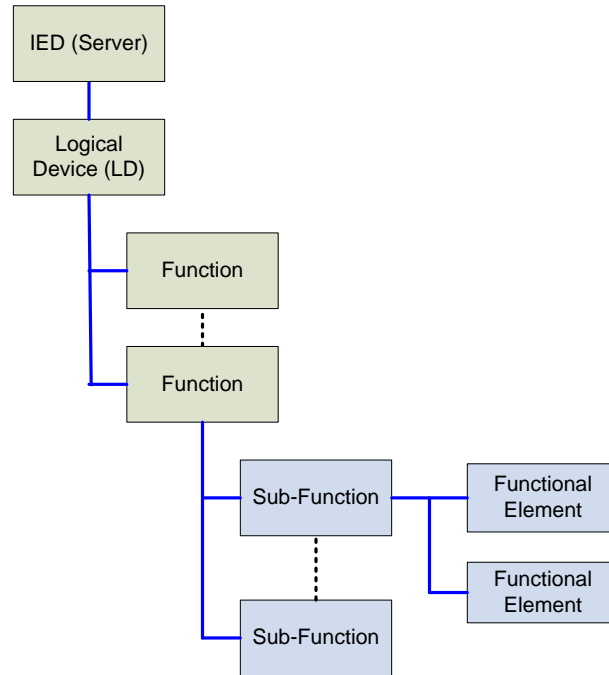 IED (Server)
Logical
Device (LD)
Function
Function
Sub-Function
Functional
Element
Functional
Element
Sub-Function